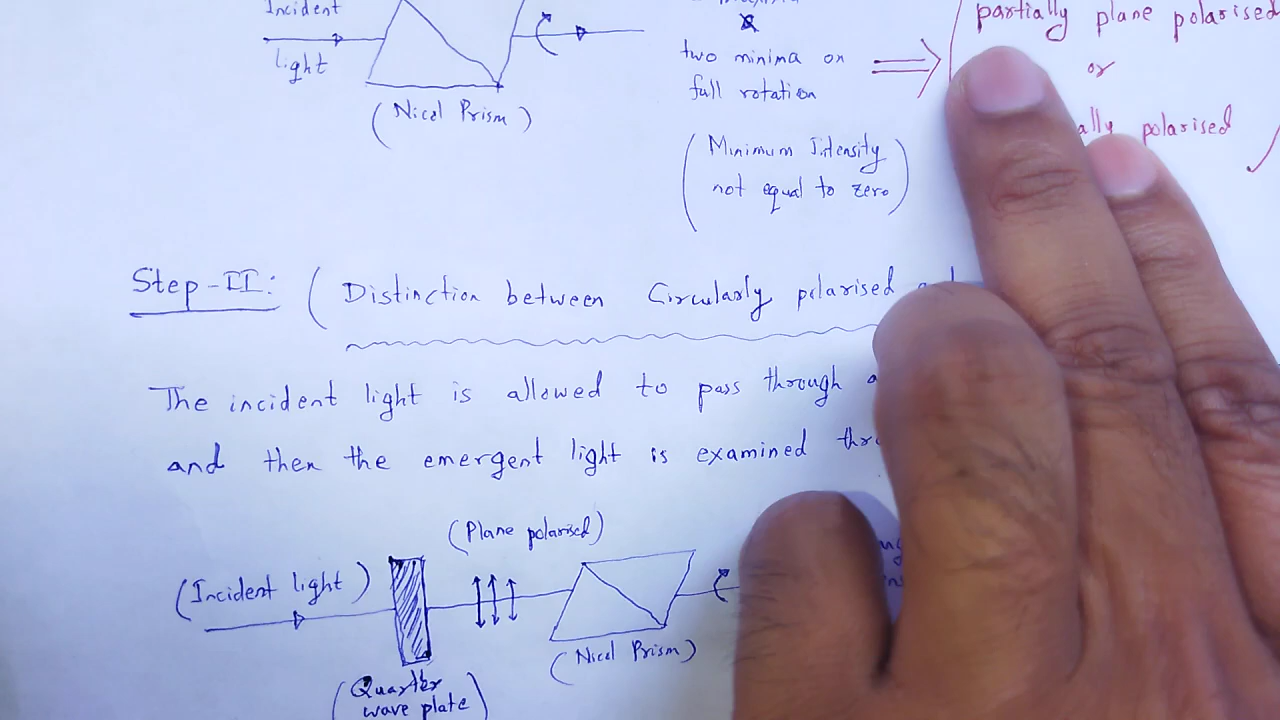 Incident
light
(Nicol Prism)
&
two minima on
full rotation
(Minimum Intensity
not equal to zero)
partially plane polarised
or
polarised
Step-II: (Distinction between Circularly polarised
The incident light is allowed to pass through
and then the emergent light is examined
(Incident light)
(Plane polarised)
(Quarter
wave plate)
(Nicol Prism)